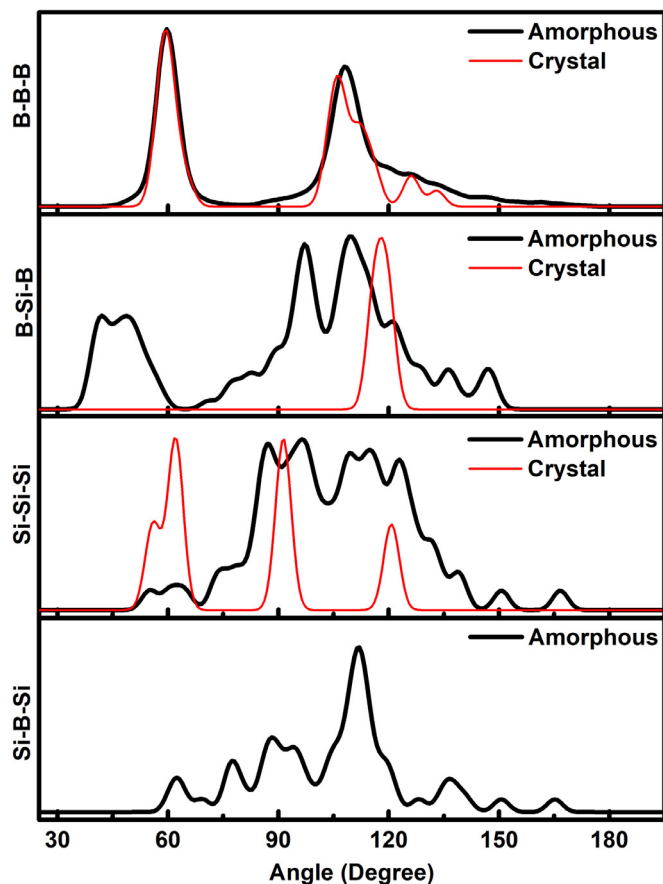 B-B-B
Amorphous
Crystal
B-Si-B
Amorphous
Crystal
Si-Si-Si
Amorphous
Crystal
Si-B-Si
Amorphous
30 60 90 120 150 180
Angle (Degree)